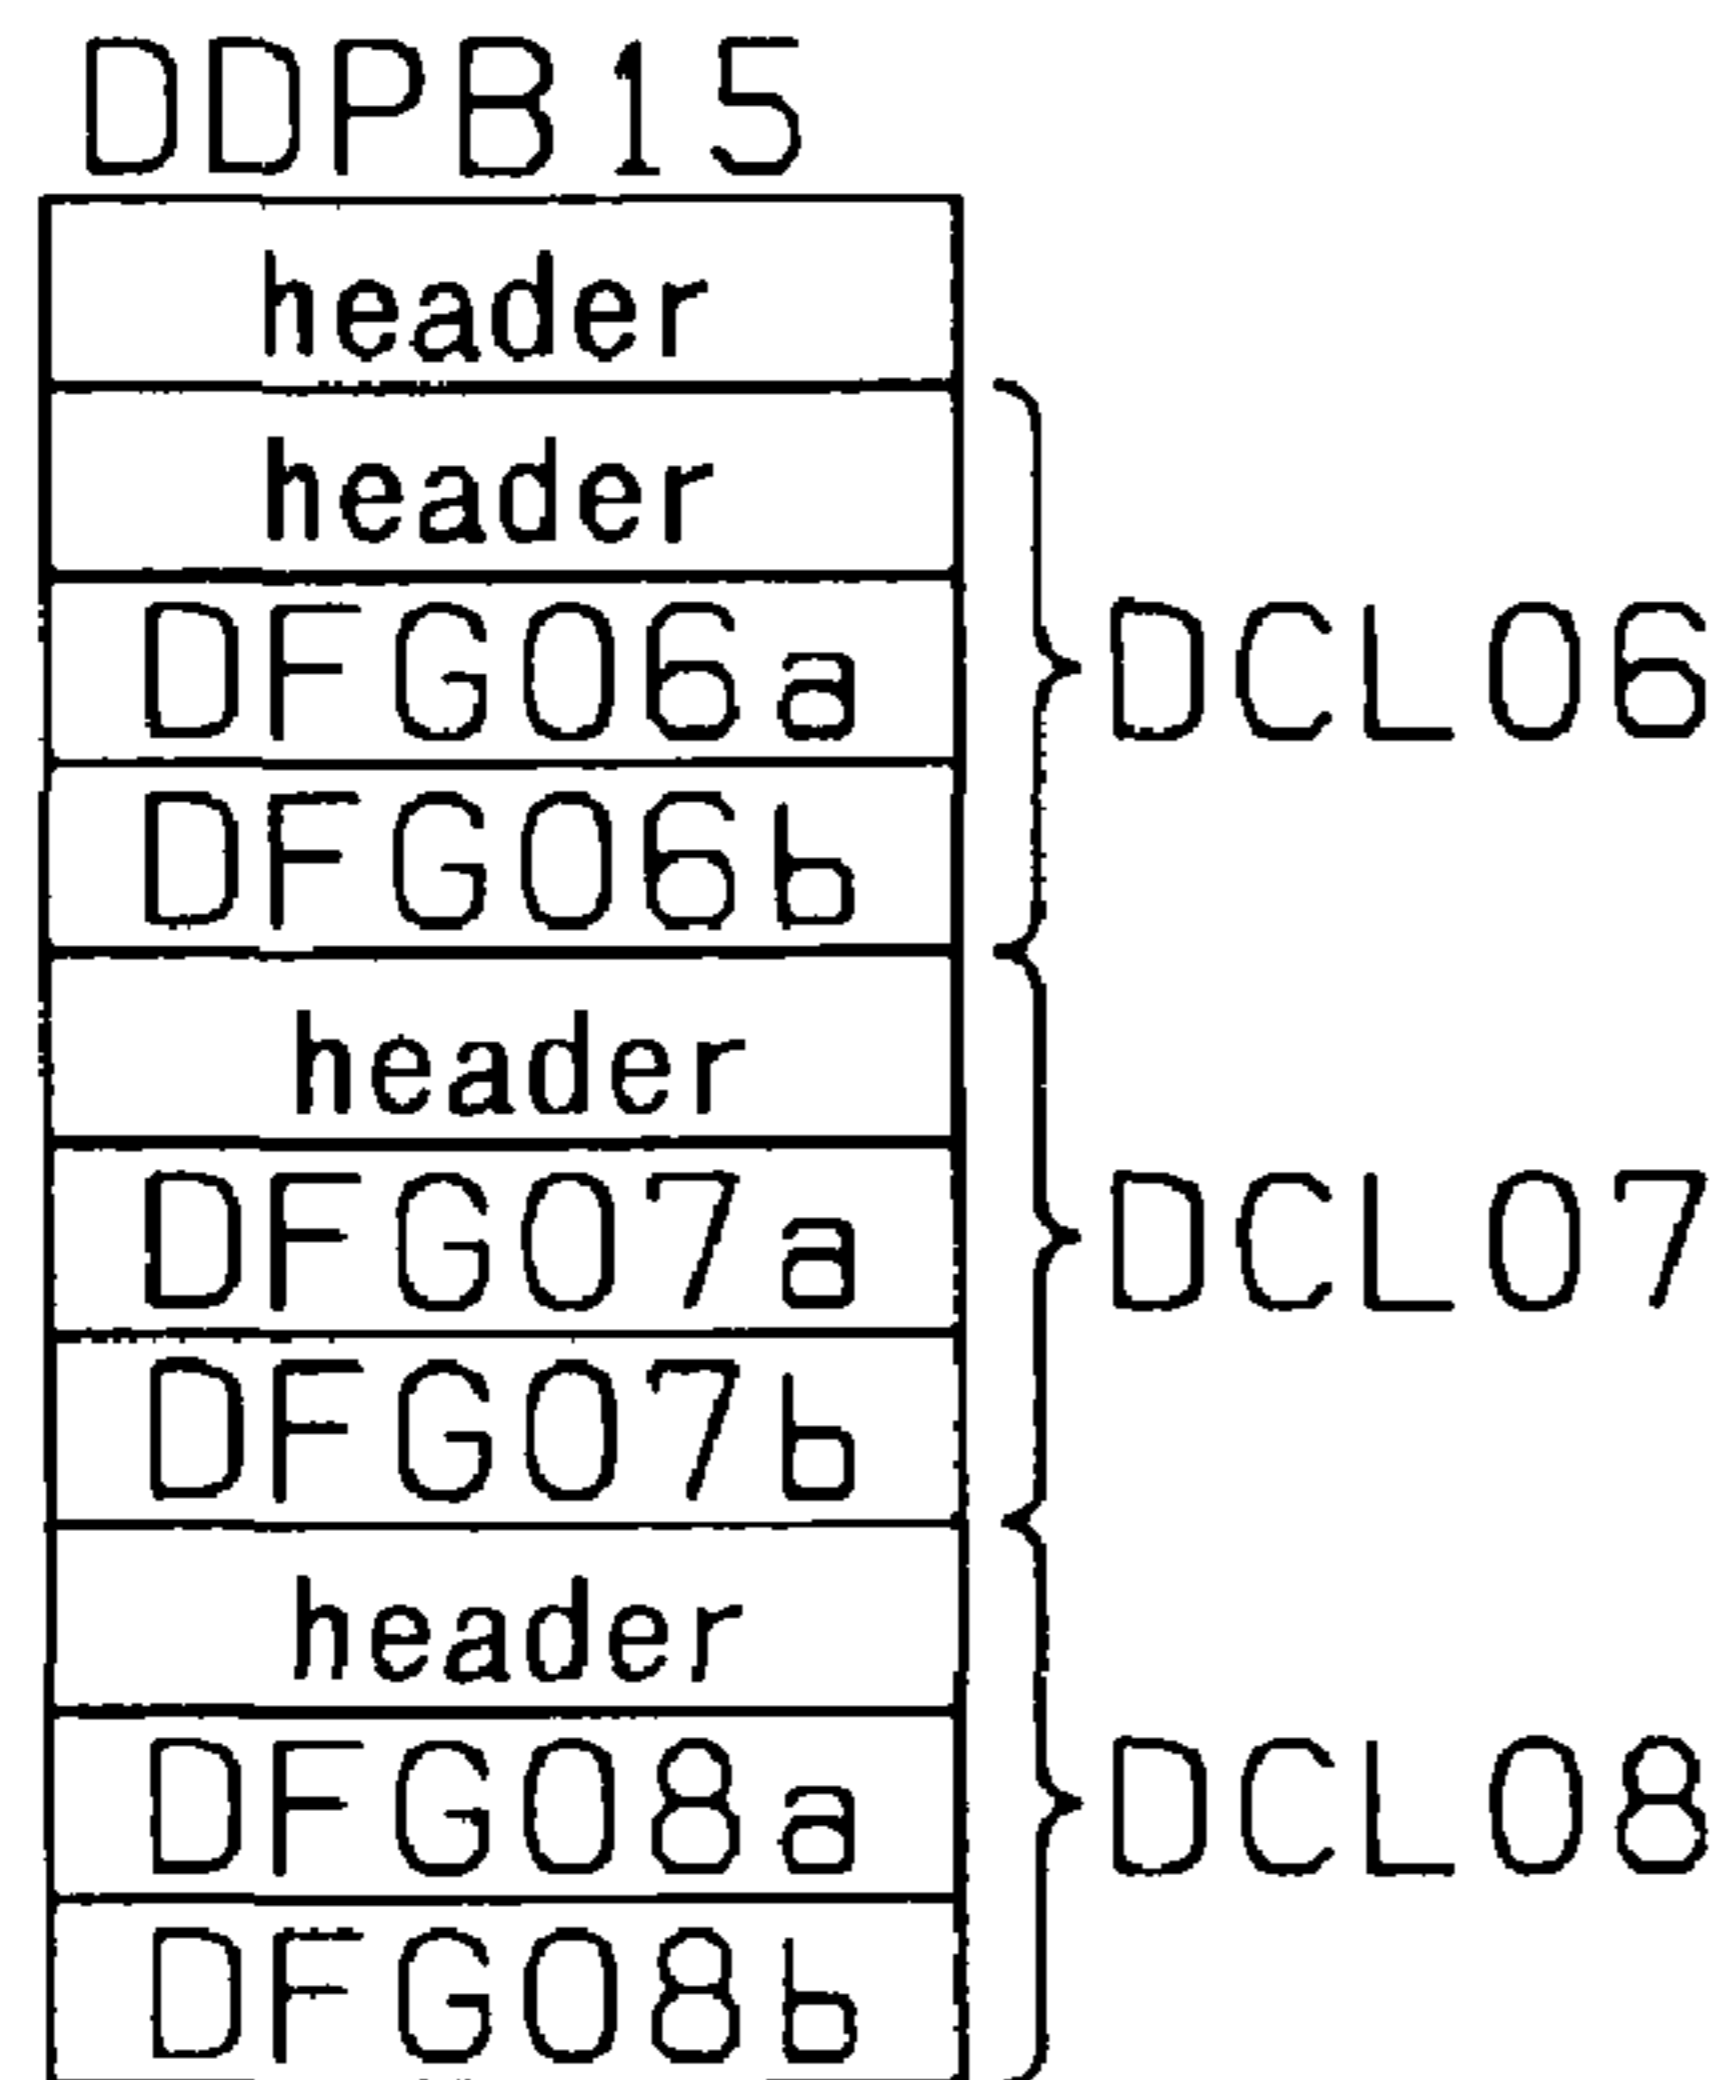 DDPB15
header
header
DFG06a
DCL06
DFG06b
header
DFG07a
DCL07
DFG07b
header
DFG08a
DCL08
DFG08b